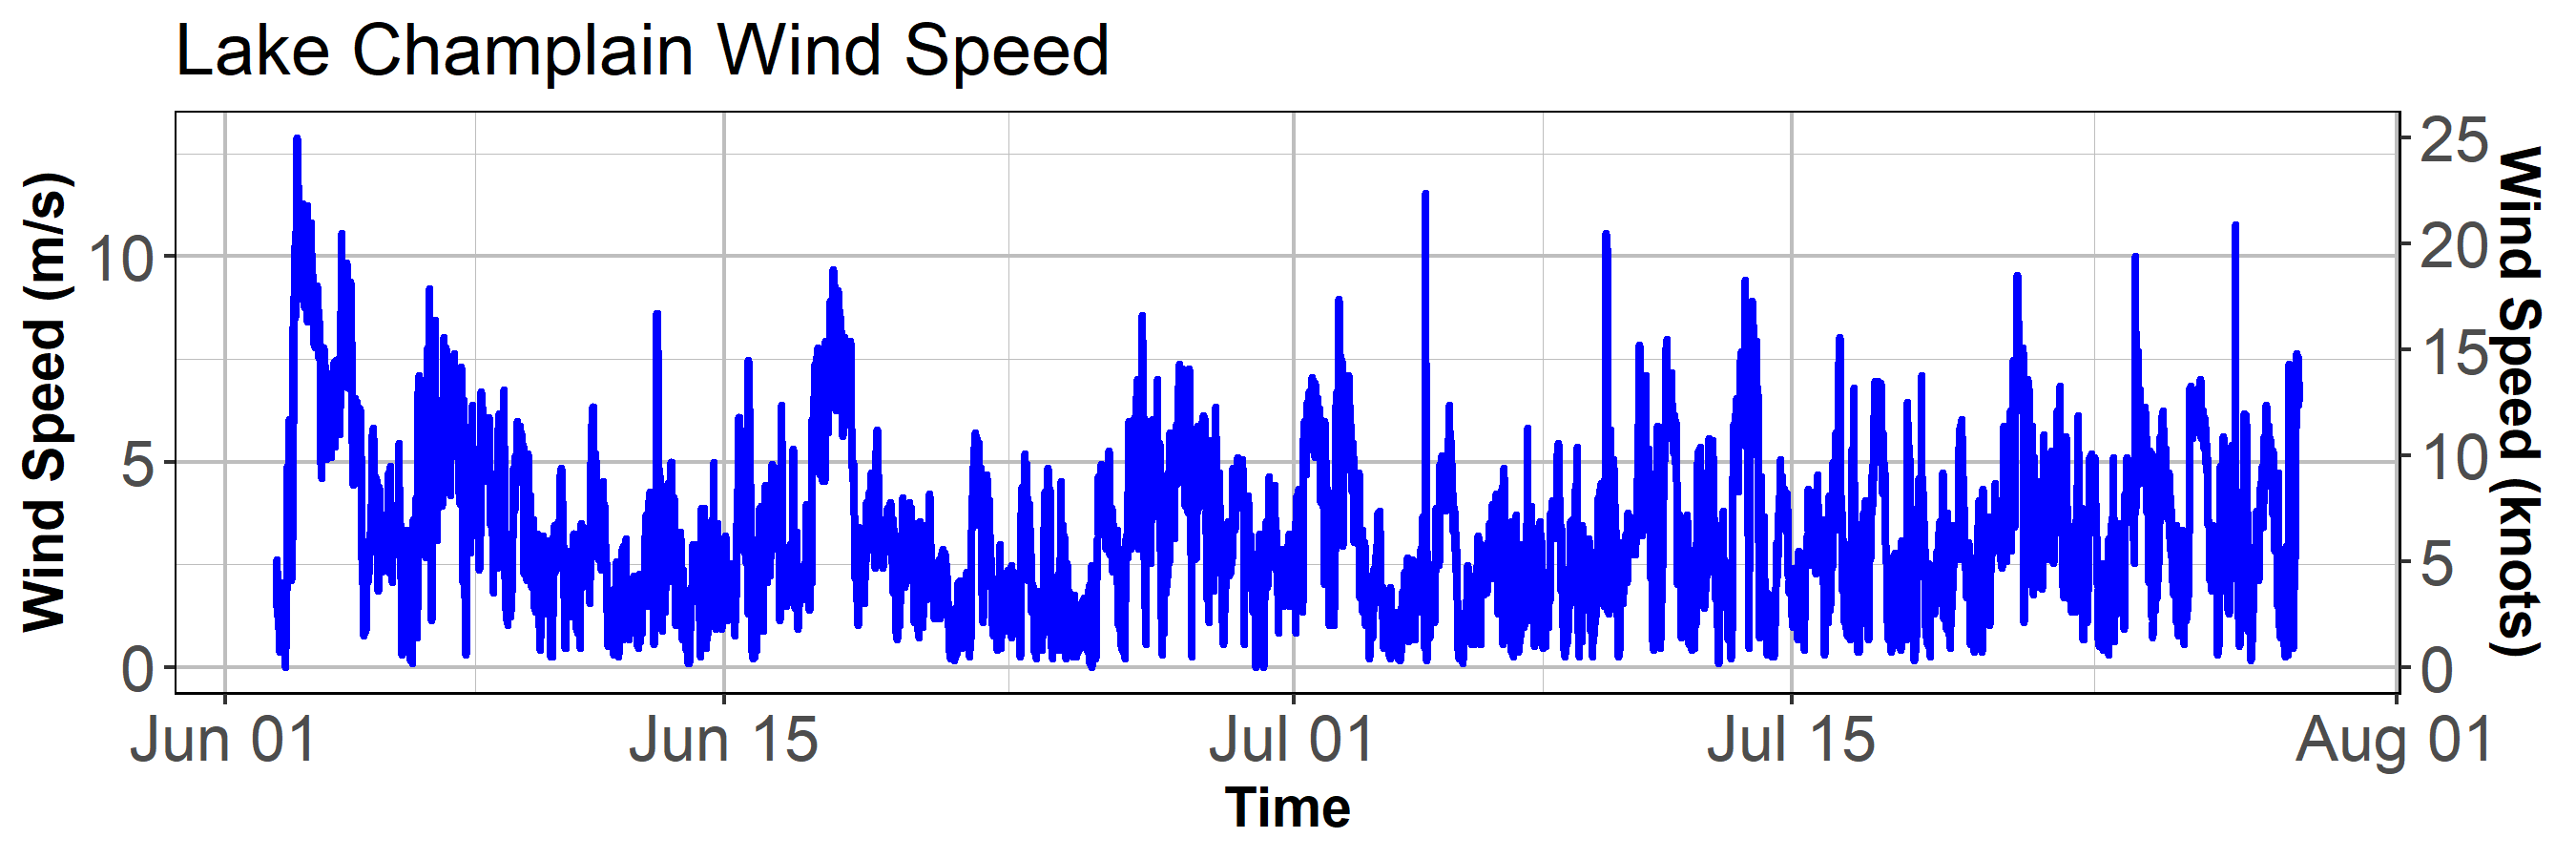 Lake Champlain Wind Speed
Wind Speed (m/s)
10
5
0
25
20
15
10
5
0
Wind Speed (knots)
Jun 01
Jun 15
Jul 01
Jul 15
Aug 01
Time